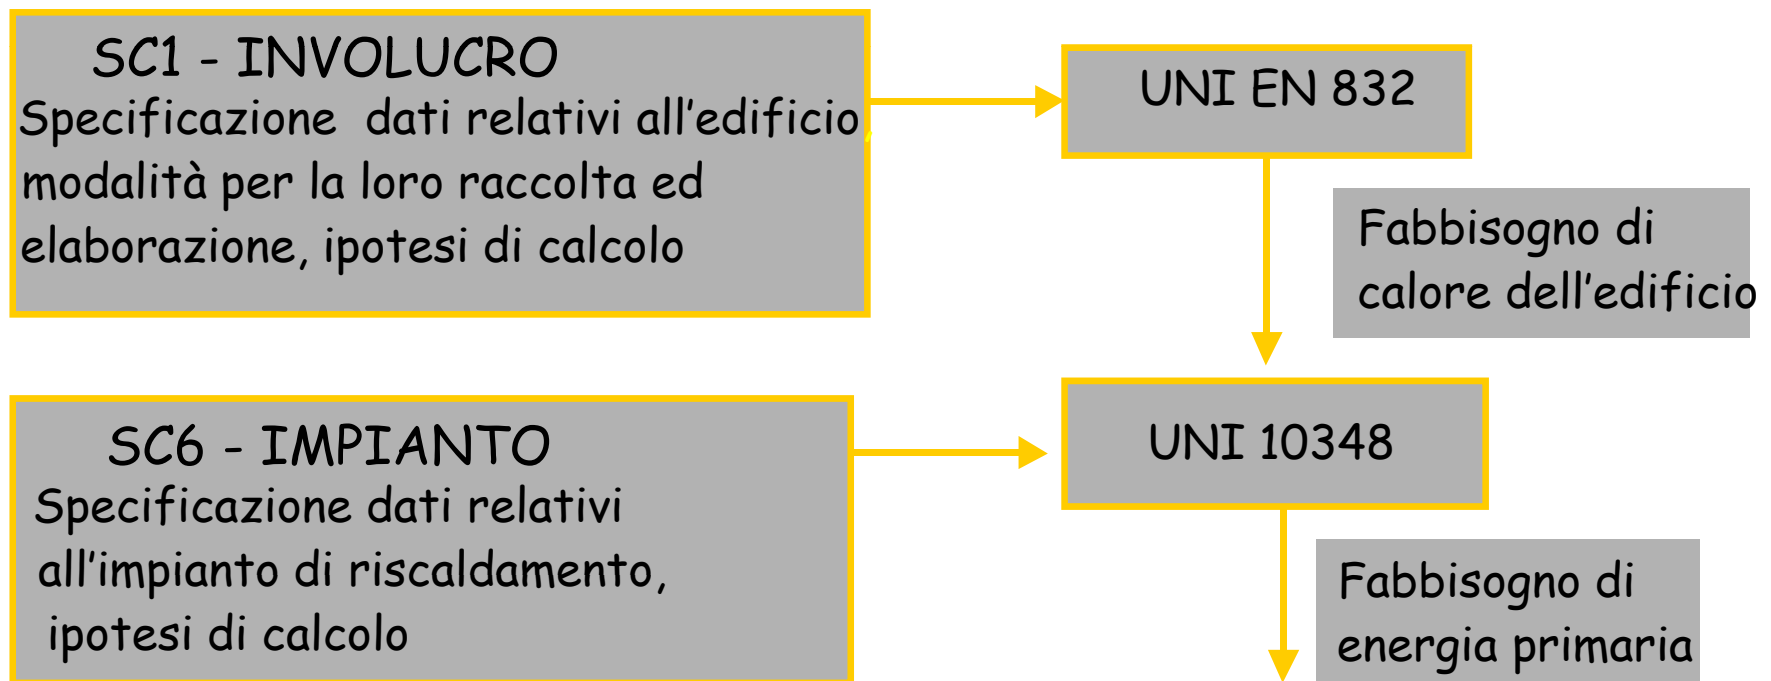 SC1 - INVOLUCRO
Specificazione dati relativi all'edificio,
modalità per la loro raccolta ed
elaborazione, ipotesi di calcolo
UNI EN 832
Fabbisogno di
calore dell'edificio
SC6 - IMPIANTO
Specificazione dati relativi
all'impianto di riscaldamento,
ipotesi di calcolo
UNI 10348
Fabbisogno di
energia primaria